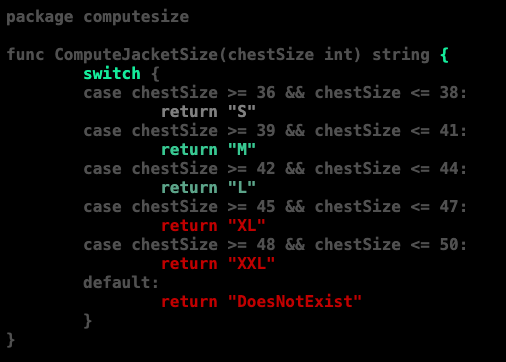 package computesize

func ComputeJacketSize(chestSize int) string {
        switch {
        case chestSize >= 36 && chestSize <= 38:
                return "S"
        case chestSize >= 39 && chestSize <= 41:
                return "M"
        case chestSize >= 42 && chestSize <= 44:
                return "L"
        case chestSize >= 45 && chestSize <= 47:
                return "XL"
        case chestSize >= 48 && chestSize <= 50:
                return "XXL"
        default:
                return "DoesNotExist"
        }
}